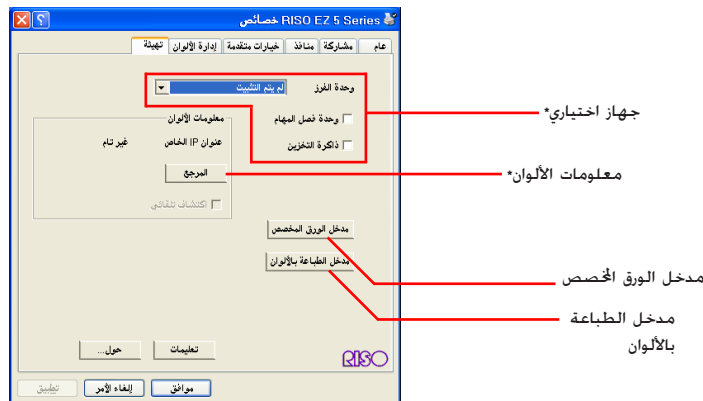 RISO EZ 5 Series خصائص
عام
مشاركة
منافذ
خيارات متقدمة
إدارة الألوان
تهيئة
وحدة الفرز
لم يتم التثبيت
وحدة فصل المهام
ذاكرة التخزين
معلومات الألوان
عنوان IP الخاص
غير تام
المرجع
اكتشاف تلقائي
مدخل الورق المخصص
مدخل الطباعة بالألوان
تعليمات
حول...
RISO
موافق
إلغاء الأمر
تطبيق
جهاز اختياري*
معلومات الألوان*
مدخل الورق المخصص
مدخل الطباعة
بالألوان